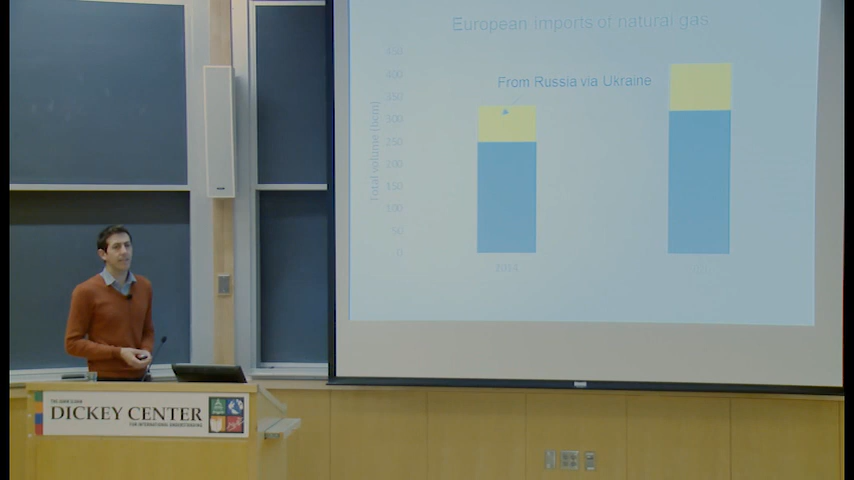 European imports of natural gas
450
400
350
300
250
200
150
100
50
0
Total volume (bcm)
From Russia via Ukraine
THE JOHN SLOAN
DICKEY CENTER
FOR INTERNATIONAL UNDERSTANDING